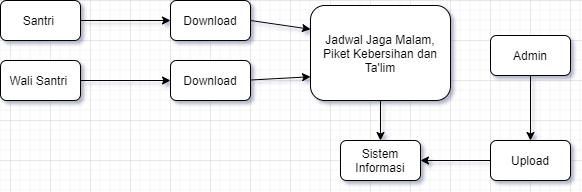 Santri
Download
Jadwal Jaga Malam,
Piket Kebersihan dan
Ta'lim
Admin
Wali Santri
Download
Sistem
Informasi
Upload